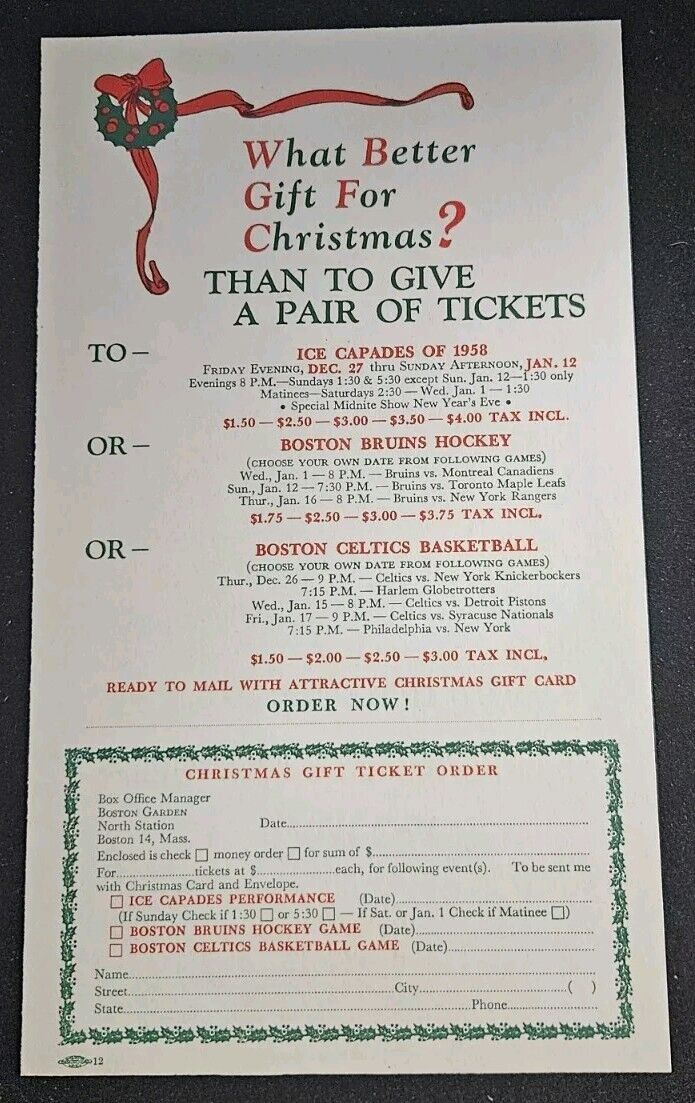 What Better
Gift For
Christmas?
THAN TO GIVE
A PAIR OF TICKETS
TO —
ICE CAPADES OF 1958
FRIDAY EVENING, DEC. 27 thru SUNDAY AFTERNOON, JAN. 12
Evenings 8 P.M.—Sundays 1:30 & 5:30 except Sun. Jan. 12—1:30 only
Matinees—Saturdays 2:30 — Wed. Jan. 1 — 1:30
• Special Midnite Show New Year's Eve •
$1.50 — $2.50 — $3.00 — $3.50 — $4.00 TAX INCL.
OR —
BOSTON BRUINS HOCKEY
(CHOOSE YOUR OWN DATE FROM FOLLOWING GAMES)
Wed., Jan. 1 — 8 P.M. — Bruins vs. Montreal Canadiens
Sun., Jan. 12 — 7:30 P.M. — Bruins vs. Toronto Maple Leafs
Thur., Jan. 16 — 8 P.M. — Bruins vs. New York Rangers
$1.75 — $2.50 — $3.00 — $3.75 TAX INCL.
OR —
BOSTON CELTICS BASKETBALL
(CHOOSE YOUR OWN DATE FROM FOLLOWING GAMES)
Thur., Dec. 26 — 9 P.M. — Celtics vs. New York Knickerbockers
7:15 P.M. — Harlem Globetrotters
Wed., Jan. 15 — 8 P.M. — Celtics vs. Detroit Pistons
Fri., Jan. 17 — 9 P.M. — Celtics vs. Syracuse Nationals
7:15 P.M. — Philadelphia vs. New York
$1.50 — $2.00 — $2.50 — $3.00 TAX INCL.
READY TO MAIL WITH ATTRACTIVE CHRISTMAS GIFT CARD
ORDER NOW!
CHRISTMAS GIFT TICKET ORDER
Box Office Manager
BOSTON GARDEN
North Station Date
Boston 14, Mass.
Enclosed is check □ money order □ for sum of $
For tickets at $ each, for following event(s). To be sent me
with Christmas Card and Envelope.
□ ICE CAPADES PERFORMANCE (Date)
(If Sunday Check if 1:30 □ or 5:30 □ — If Sat. or Jan. 1 Check if Matinee □)
□ BOSTON BRUINS HOCKEY GAME (Date)
□ BOSTON CELTICS BASKETBALL GAME (Date)
Name
Street City ( )
State Phone
12